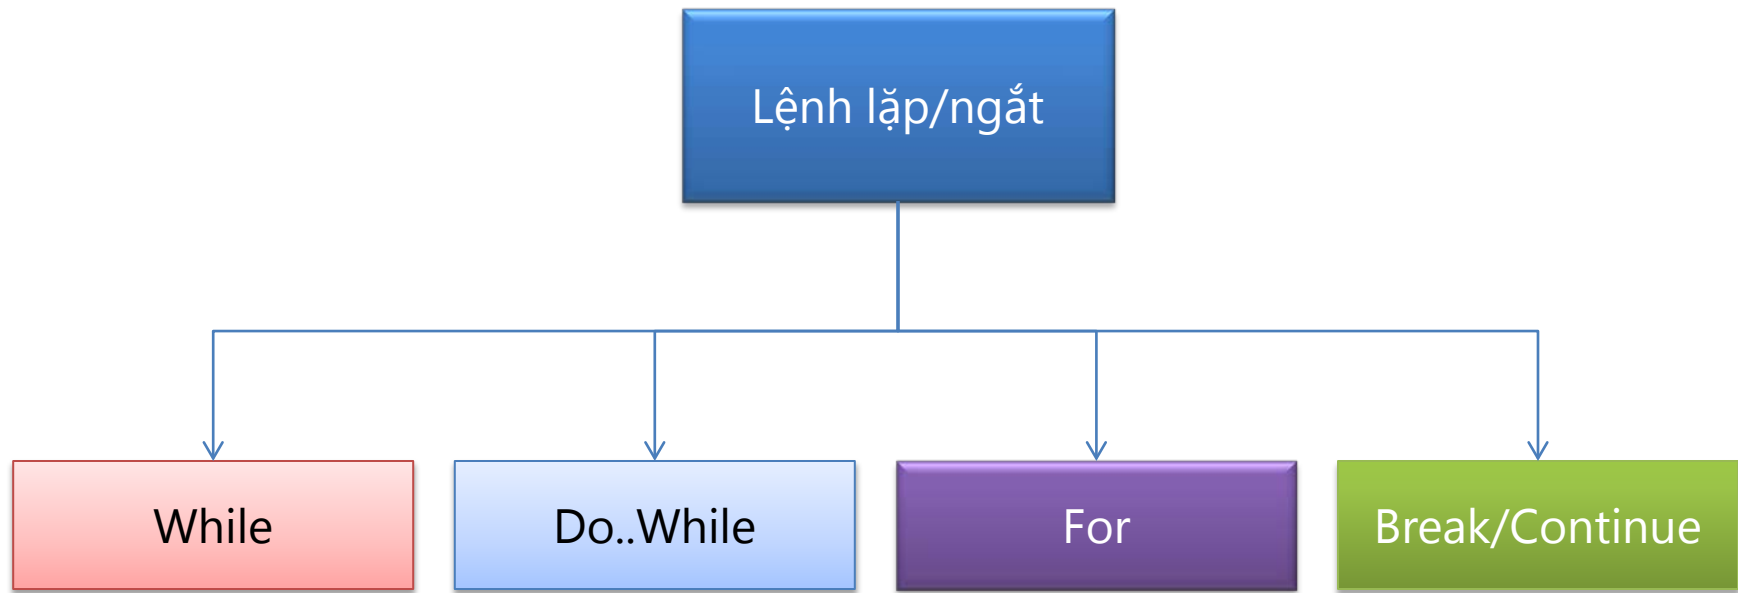 Lệnh lặp/ngắt
While
Do..While
For
Break/Continue